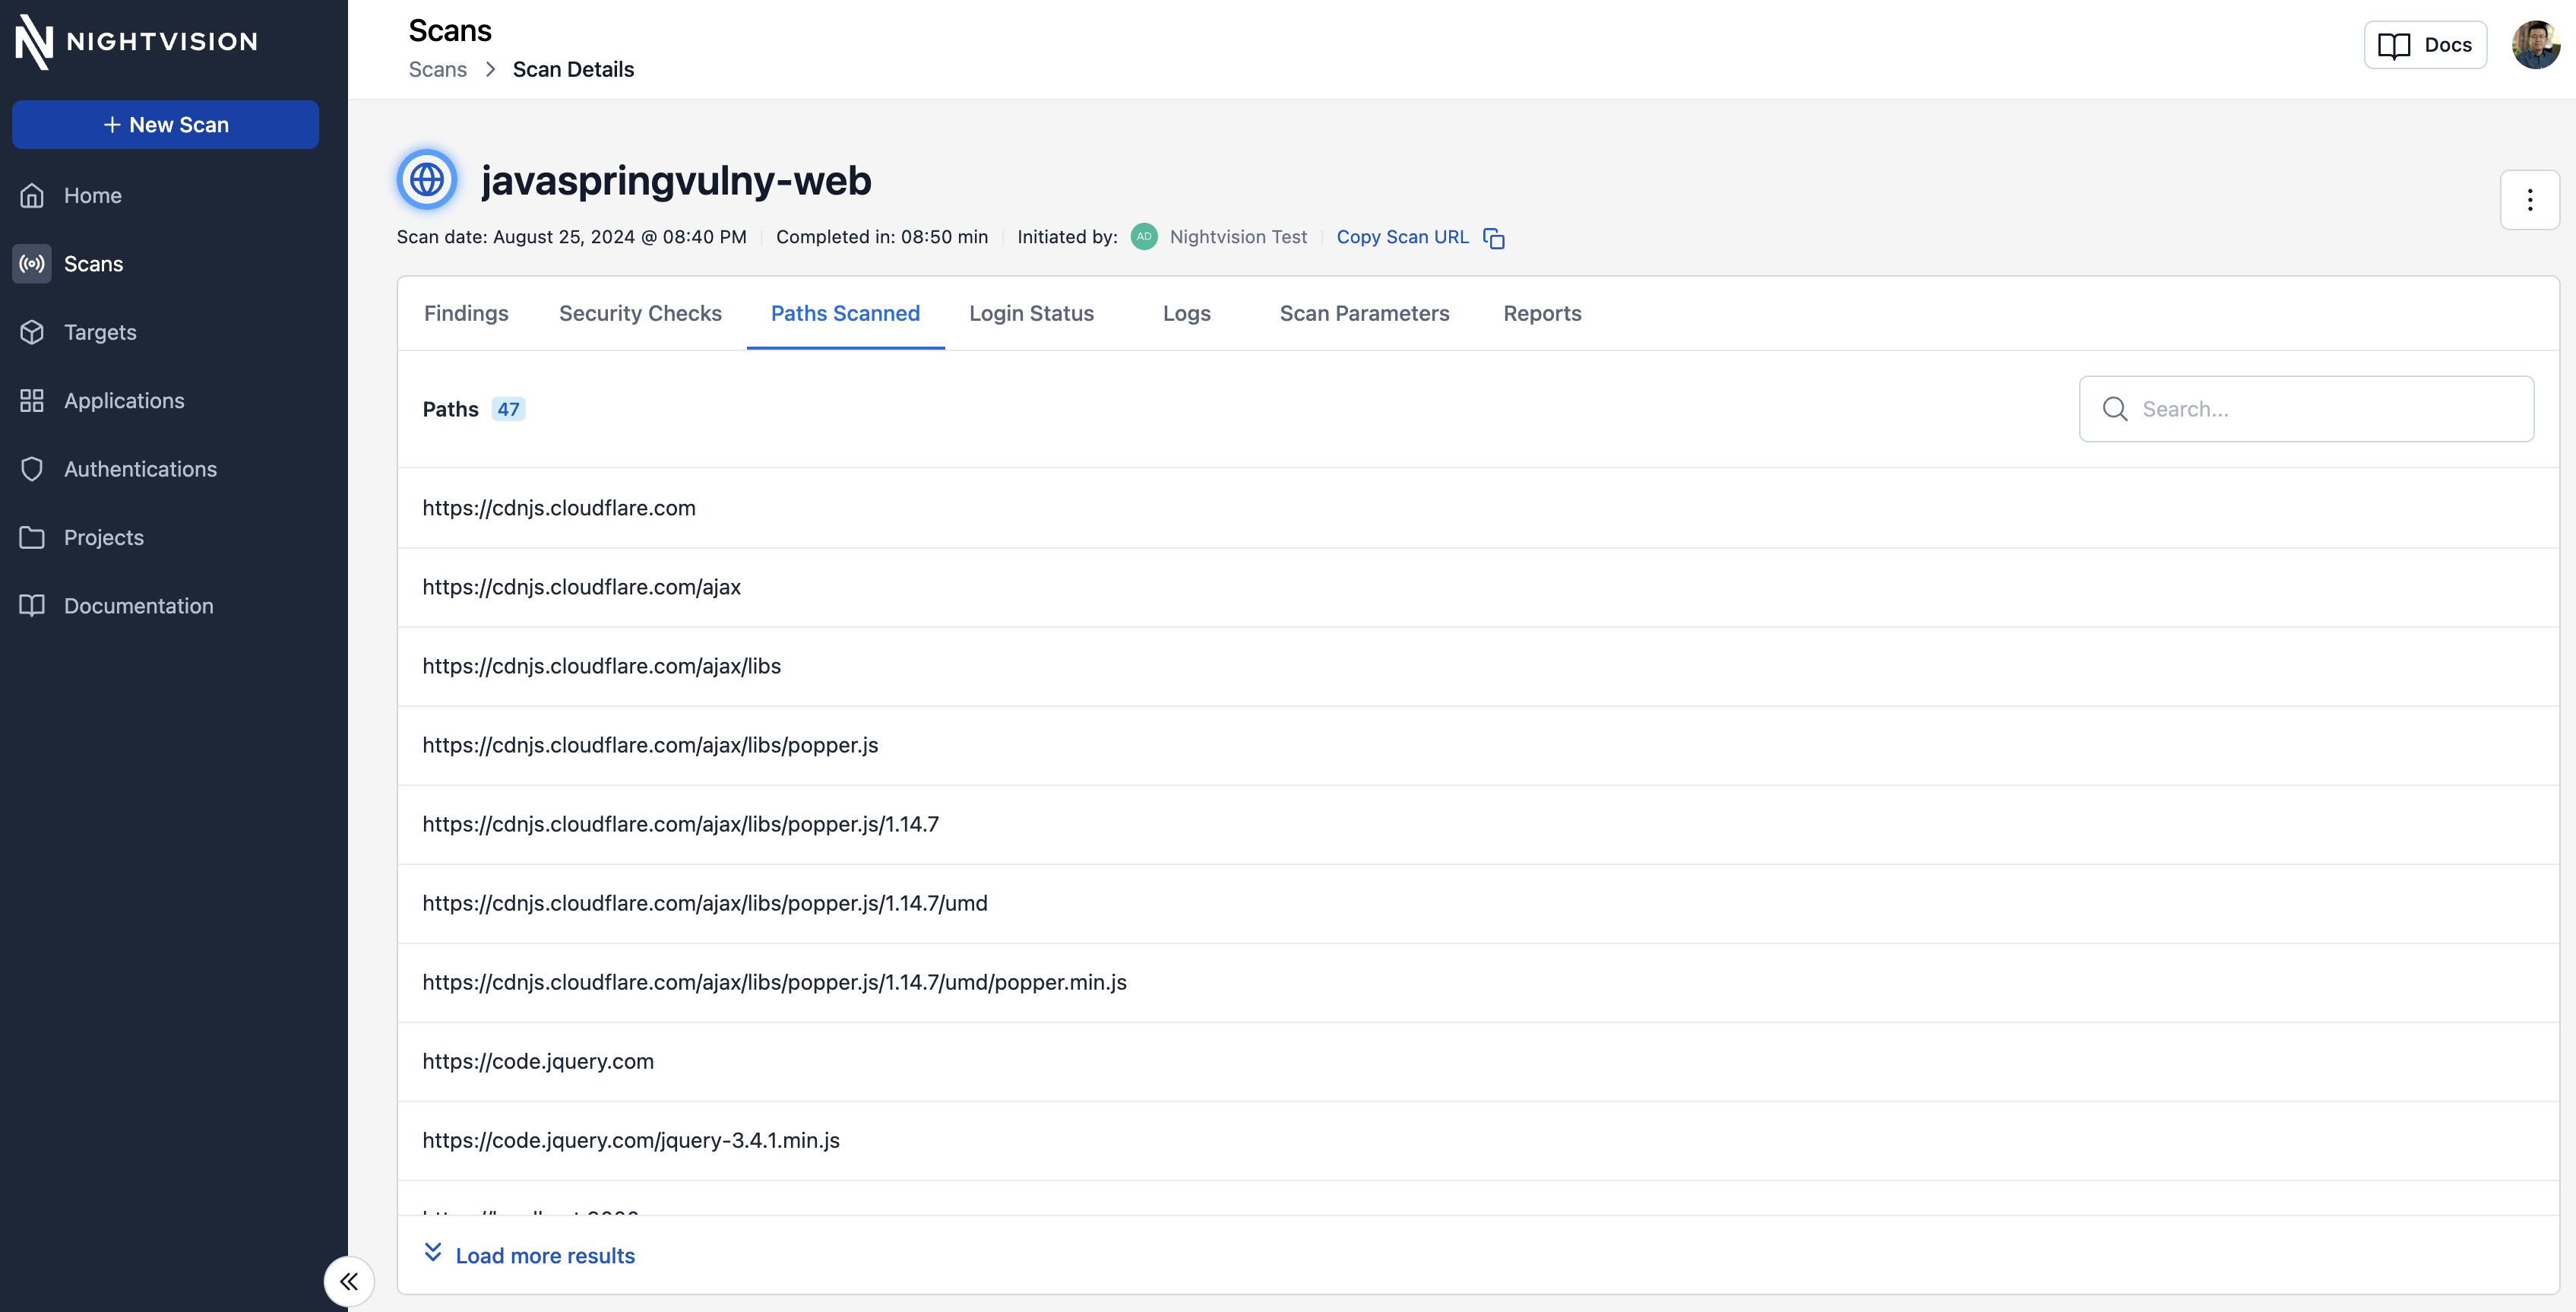 NIGHTVISION
New Scan
Home
Scans
Targets
Applications
Authentications
Projects
Documentation
Scans
Scans > Scan Details
Docs
javaspringvulny-web
Scan date: August 25, 2024 @ 08:40 PM Completed in: 08:50 min Initiated by: AD Nightvision Test Copy Scan URL
Findings Security Checks Paths Scanned Login Status Logs Scan Parameters Reports
Paths 47
Search...
https://cdnjs.cloudflare.com
https://cdnjs.cloudflare.com/ajax
https://cdnjs.cloudflare.com/ajax/libs
https://cdnjs.cloudflare.com/ajax/libs/popper.js
https://cdnjs.cloudflare.com/ajax/libs/popper.js/1.14.7
https://cdnjs.cloudflare.com/ajax/libs/popper.js/1.14.7/umd
https://cdnjs.cloudflare.com/ajax/libs/popper.js/1.14.7/umd/popper.min.js
https://code.jquery.com
https://code.jquery.com/jquery-3.4.1.min.js
Load more results